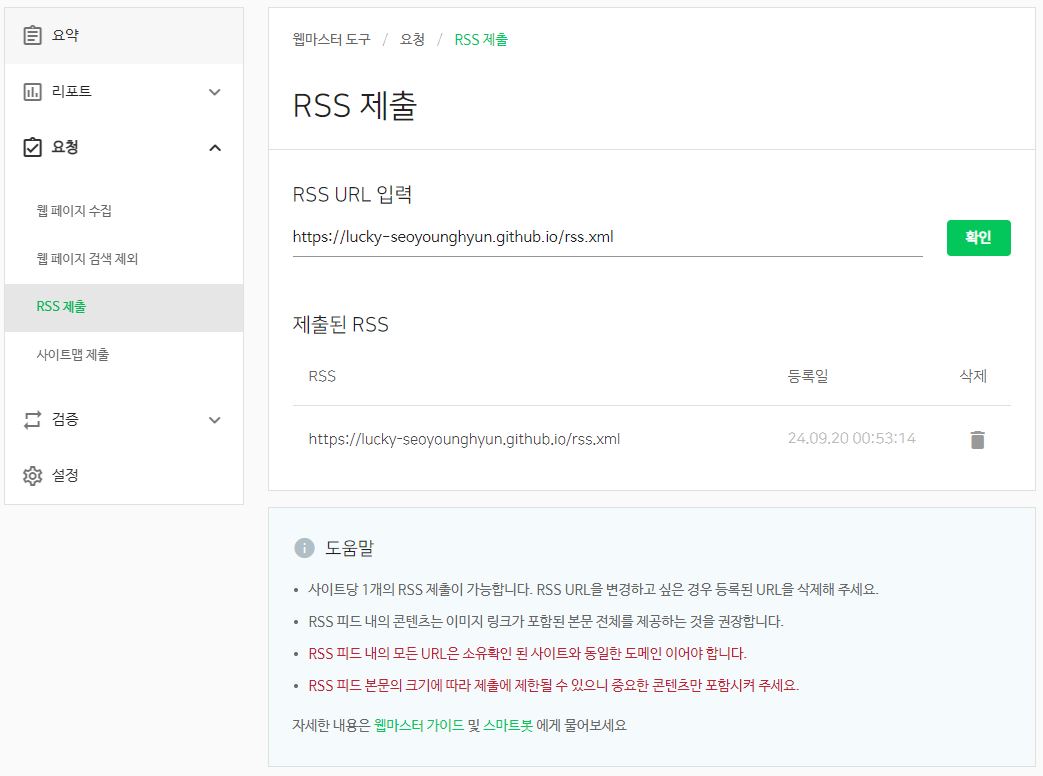 요약
리포트
요청
웹 페이지 수집
웹 페이지 검색 제외
RSS 제출
사이트맵 제출
검증
설정
웹마스터 도구 / 요청 / RSS 제출
RSS 제출
RSS URL 입력
https://lucky-seoyounghyun.github.io/rss.xml
확인
제출된 RSS
RSS 등록일 삭제
https://lucky-seoyounghyun.github.io/rss.xml 24.09.20 00:53:14
도움말
• 사이트당 1개의 RSS 제출이 가능합니다. RSS URL을 변경하고 싶은 경우 등록된 URL을 삭제해 주세요.
• RSS 피드 내의 콘텐츠는 이미지 링크가 포함된 본문 전체를 제공하는 것을 권장합니다.
• RSS 피드 내의 모든 URL은 소유확인 된 사이트와 동일한 도메인 이어야 합니다.
• RSS 피드 본문의 크기에 따라 제출에 제한될 수 있으니 중요한 콘텐츠만 포함시켜 주세요.
자세한 내용은 웹마스터 가이드 및 스마트봇 에게 물어보세요